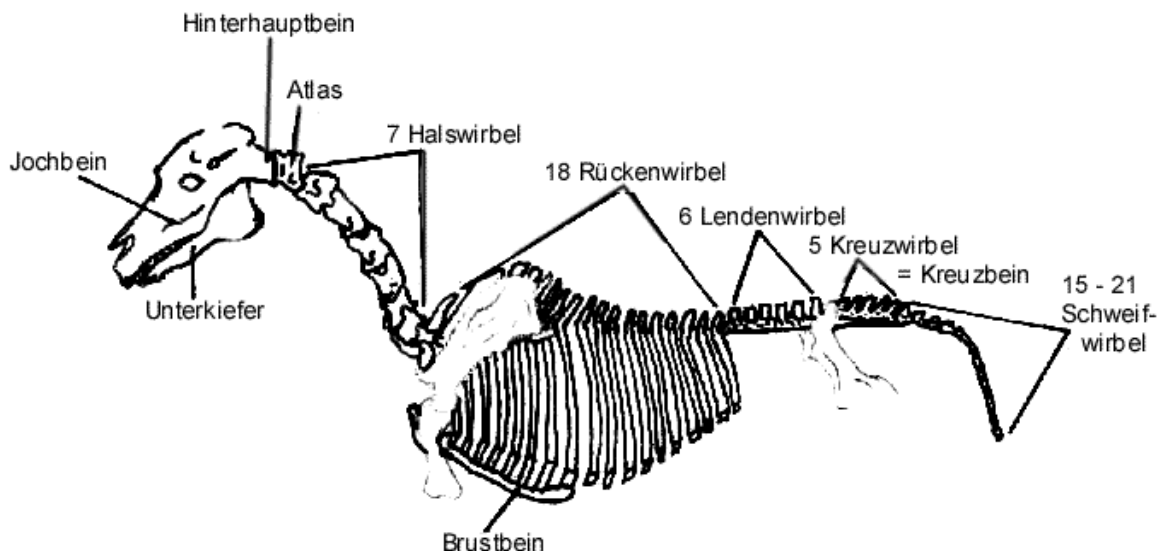 Hinterhauptbein
Atlas
7 Halswirbel
Jochbein
18 Rückenwirbel
6 Lendenwirbel
5 Kreuzwirbel
= Kreuzbein
15 - 21
Schweif-
wirbel
Unterkiefer
Brustbein